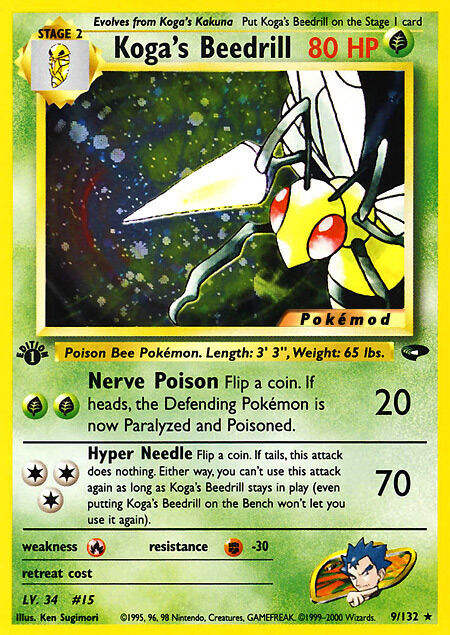 Evolves from Koga's Kakuna Put Koga's Beedrill on the Stage 1 card
STAGE 2
Koga's Beedrill 80 HP
Pokémod
EDITION
1
Poison Bee Pokémon. Length: 3' 3", Weight: 65 lbs.
Nerve Poison Flip a coin. If
heads, the Defending Pokémon is
now Paralyzed and Poisoned.
20
Hyper Needle Flip a coin. If tails, this attack
does nothing. Either way, you can't use this attack
again as long as Koga's Beedrill stays in play (even
putting Koga's Beedrill on the Bench won't let you
use it again).
70
weakness resistance -30
retreat cost
LV. 34 #15
Illus. Ken Sugimori ©1995, 96, 98 Nintendo, Creatures, GAMEFREAK. ©1999-2000 Wizards. 9/132 ★